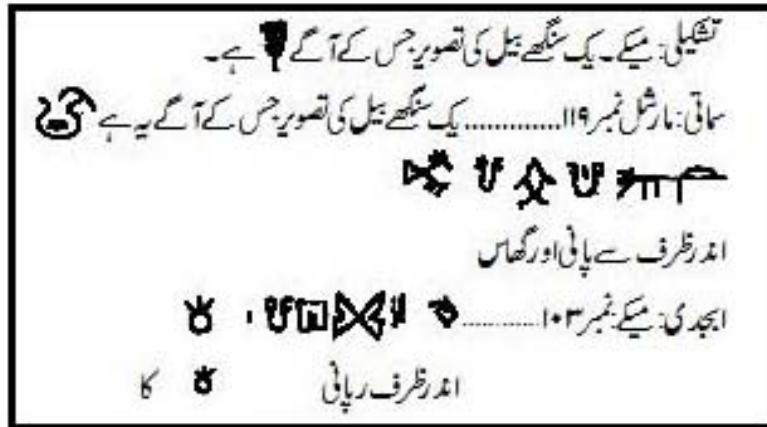 تشکیلی: میکے۔ یک سنگھے بیل کی تصویر جس کے آگے ہے۔
سماتی: مارشل نمبر ۱۱۹............. یک سنگھے بیل کی تصویر جس کے آگے یہ ہے
اندر ظرف سے پانی اور گھاس
ابجدی: میکے: نمبر ۱۰۳............
اندر ظرف ر پانی کا